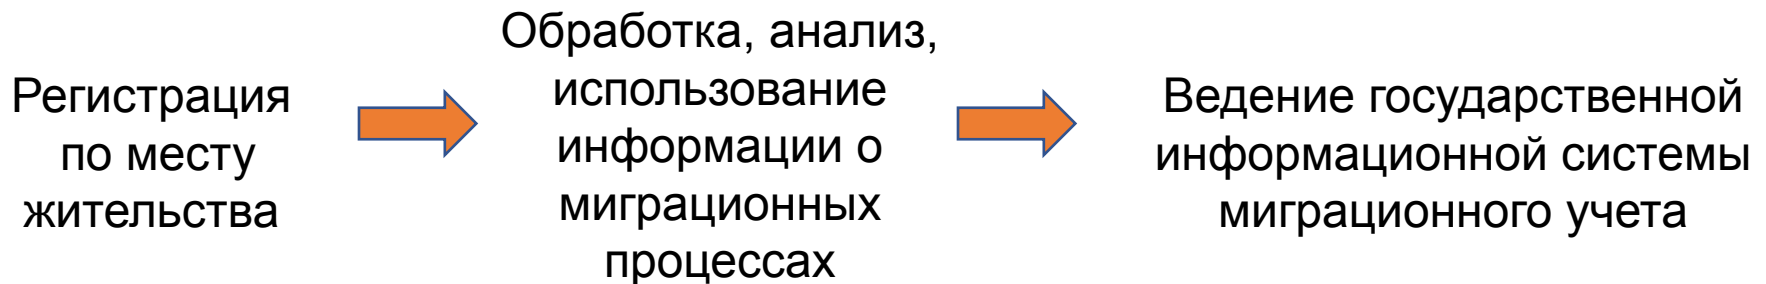 Регистрация
по месту
жительства
Обработка, анализ,
использование
информации о
миграционных
процессах
Ведение государственной
информационной системы
миграционного учета